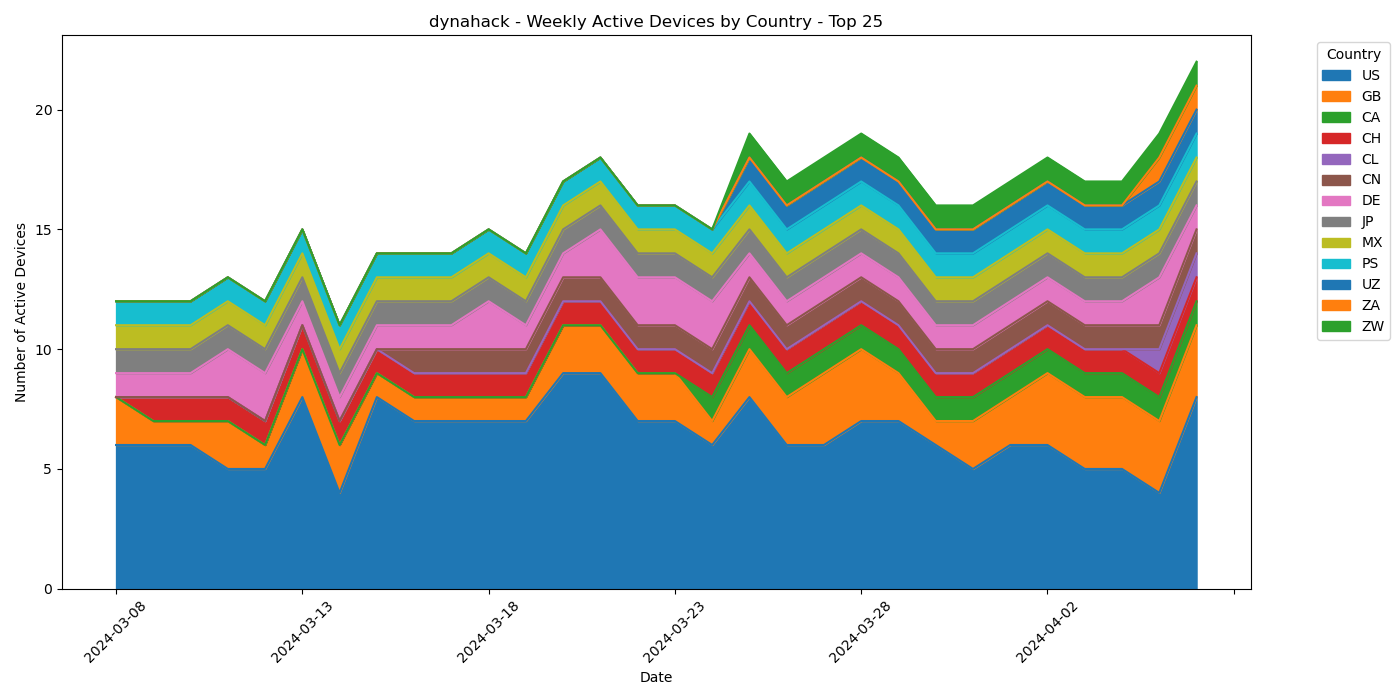 dynahack - Weekly Active Devices by Country - Top 25
Number of Active Devices
20
15
10
5
0
2024-03-08
2024-03-13
2024-03-18
2024-03-23
2024-03-28
2024-04-02
Date
Country
US
GB
CA
CH
CL
CN
DE
JP
MX
PS
UZ
ZA
ZW